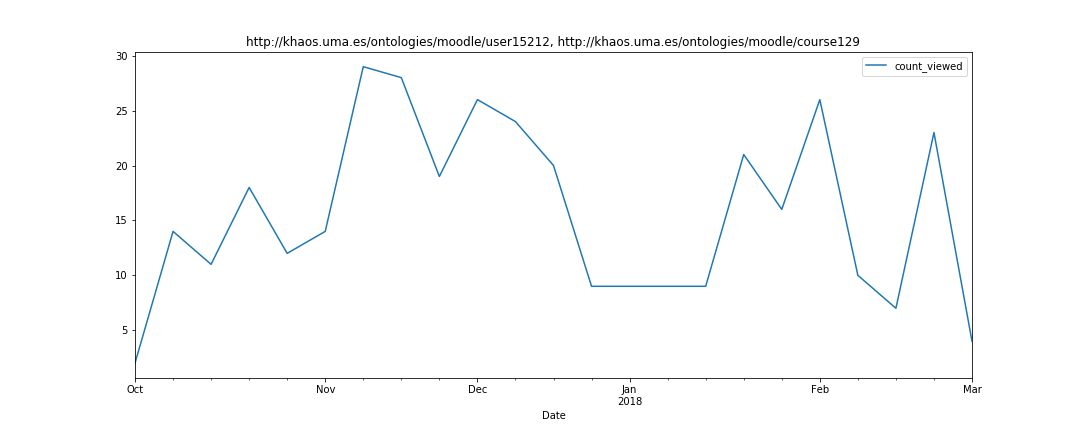 http://khaos.uma.es/ontologies/moodle/user15212, http://khaos.uma.es/ontologies/moodle/course129
count_viewed
30
25
20
15
10
5
Oct Nov Dec Jan Feb Mar
2018
Date